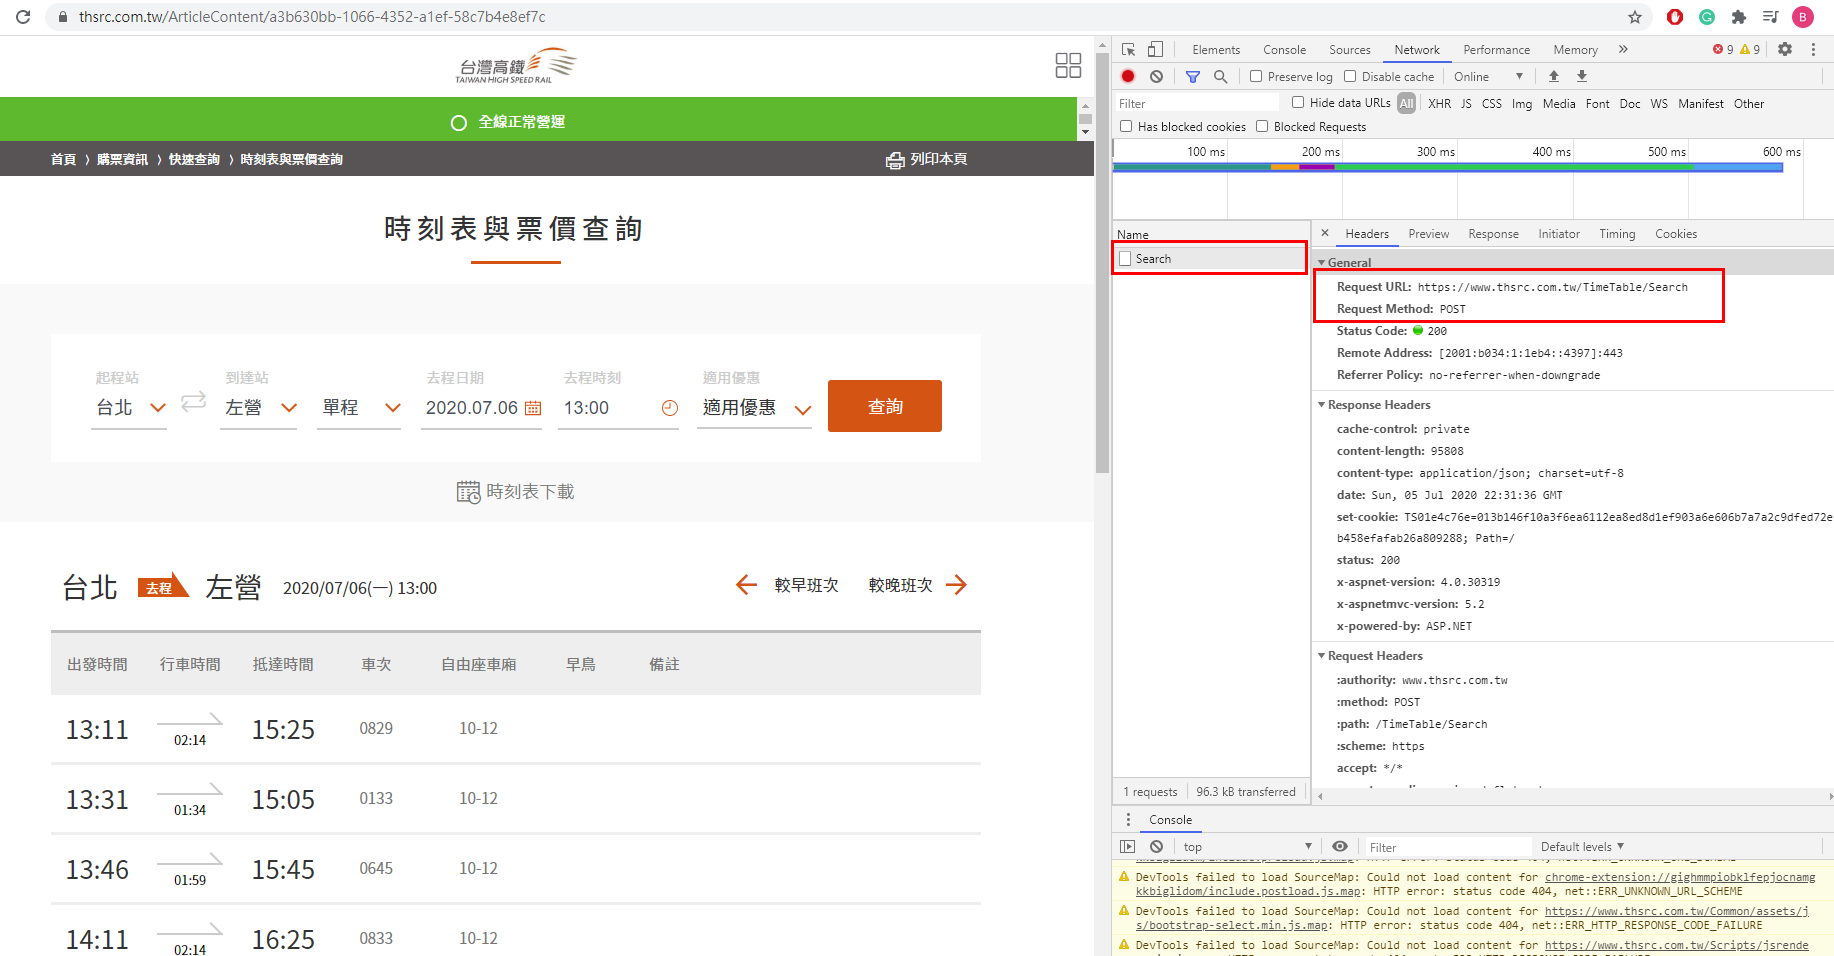 thsrc.com.tw/ArticleContent/a3b630bb-1066-4352-a1ef-58c7b4e8ef7c
B
台灣高鐵
TAIWAN HIGH SPEED RAIL
全線正常營運
首頁 〉 購票資訊 〉 快速查詢 〉 時刻表與票價查詢
列印本頁
時刻表與票價查詢
起程站 到達站 去程日期 去程時刻 適用優惠
台北 左營 單程 2020.07.06 13:00 適用優惠 查詢
時刻表下載
台北 去程 左營 2020/07/06(一) 13:00 較早班次 較晚班次
出發時間 行車時間 抵達時間 車次 自由座車廂 早鳥 備註
13:11 02:14 15:25 0829 10-12
13:31 01:34 15:05 0133 10-12
13:46 01:59 15:45 0645 10-12
14:11 02:14 16:25 0833 10-12
Elements Console Sources Network Performance Memory » 9 9
Preserve log Disable cache Online
Filter Hide data URLs All XHR JS CSS Img Media Font Doc WS Manifest Other
Has blocked cookies Blocked Requests
100 ms 200 ms 300 ms 400 ms 500 ms 600 ms
Name
Search
1 requests 96.3 kB transferred
× Headers Preview Response Initiator Timing Cookies
General
Request URL: https://www.thsrc.com.tw/TimeTable/Search
Request Method: POST
Status Code: 200
Remote Address: [2001:b034:1:1eb4::4397]:443
Referrer Policy: no-referrer-when-downgrade
Response Headers
cache-control: private
content-length: 95808
content-type: application/json; charset=utf-8
date: Sun, 05 Jul 2020 22:31:36 GMT
set-cookie: TS01e4c76e=013b146f10a3f6ea6112ea8ed8d1ef903a6e606b7a7a2c9dfed72e
b458efafab26a809288; Path=/
status: 200
x-aspnet-version: 4.0.30319
x-aspnetmvc-version: 5.2
x-powered-by: ASP.NET
Request Headers
:authority: www.thsrc.com.tw
:method: POST
:path: /TimeTable/Search
:scheme: https
accept: */*
Console
top Filter Default levels
DevTools failed to load SourceMap: Could not load content for chrome-extension://gighmmpiobklfepjocnamg
kkbiglidom/include.postload.js.map: HTTP error: status code 404, net::ERR_UNKNOWN_URL_SCHEME
DevTools failed to load SourceMap: Could not load content for https://www.thsrc.com.tw/Common/assets/j
s/bootstrap-select.min.js.map: HTTP error: status code 404, net::ERR_HTTP_RESPONSE_CODE_FAILURE
DevTools failed to load SourceMap: Could not load content for https://www.thsrc.com.tw/Scripts/jsrende